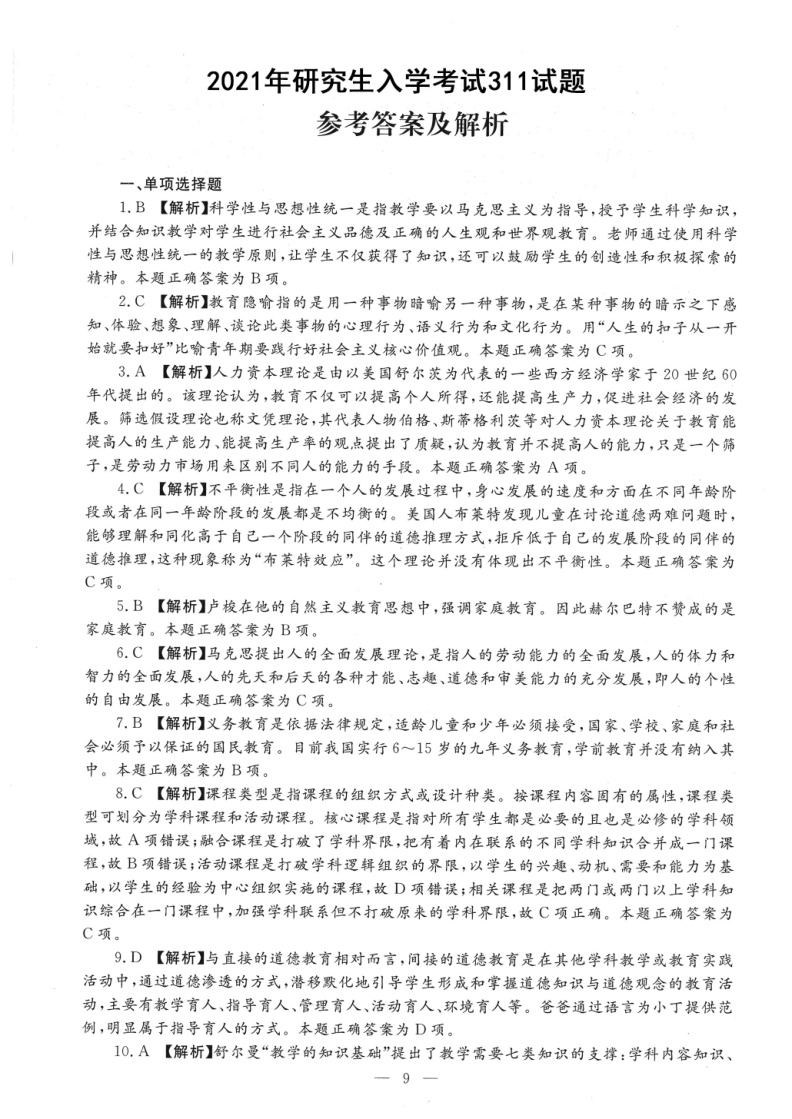 2021年研究生入学考试311试题
参考答案及解析
一、单项选择题
1. B 【解析】科学性与思想性统一是指教学要以马克思主义为指导,授予学生科学知识,
并结合知识教学对学生进行社会主义品德及正确的人生观和世界观教育。老师通过使用科学
性与思想性统一的教学原则,让学生不仅获得了知识,还可以鼓励学生的创造性和积极探索的
精神。本题正确答案为 B 项。
2. C 【解析】教育隐喻指的是用一种事物暗喻另一种事物,是在某种事物的暗示之下感
知、体验、想象、理解、谈论此类事物的心理行为、语义行为和文化行为。用“人生的扣子从一开
始就要扣好”比喻青年期要践行好社会主义核心价值观。本题正确答案为 C 项。
3. A 【解析】人力资本理论是由以美国舒尔茨为代表的一些西方经济学家于 20 世纪 60
年代提出的。该理论认为,教育不仅可以提高个人所得,还能提高生产力,促进社会经济的发
展。筛选假设理论也称文凭理论,其代表人物伯格、斯蒂格利茨等对人力资本理论关于教育能
提高人的生产能力、能提高生产率的观点提出了质疑,认为教育并不提高人的能力,只是一个筛
子,是劳动力市场用来区别不同人的能力的手段。本题正确答案为 A 项。
4. C 【解析】不平衡性是指在一个人的发展过程中,身心发展的速度和方面在不同年龄阶
段或者在同一年龄阶段的发展都是不均衡的。美国人布莱特发现儿童在讨论道德两难问题时,
能够理解和同化高于自己一个阶段的同伴的道德推理方式,拒斥低于自己的发展阶段的同伴的
道德推理,这种现象称为“布莱特效应”。这个理论并没有体现出不平衡性。本题正确答案为
C 项。
5. B 【解析】卢梭在他的自然主义教育思想中,强调家庭教育。因此赫尔巴特不赞成的是
家庭教育。本题正确答案为 B 项。
6. C 【解析】马克思提出人的全面发展理论,是指人的劳动能力的全面发展,人的体力和
智力的全面发展,人的先天和后天的各种才能、志趣、道德和审美能力的充分发展,即人的个性
的自由发展。本题正确答案为 C 项。
7. B 【解析】义务教育是依据法律规定,适龄儿童和少年必须接受,国家、学校、家庭和社
会必须予以保证的国民教育。目前我国实行 6～15 岁的九年义务教育,学前教育并没有纳入其
中。本题正确答案为 B 项。
8. C 【解析】课程类型是指课程的组织方式或设计种类。按课程内容固有的属性,课程类
型可划分为学科课程和活动课程。核心课程是指对所有学生都是必要的且也是必修的学科领
域,故 A 项错误;融合课程是打破了学科界限,把有着内在联系的不同学科知识合并成一门课
程,故 B 项错误;活动课程是打破学科逻辑组织的界限,以学生的兴趣、动机、需要和能力为基
础,以学生的经验为中心组织实施的课程,故 D 项错误;相关课程是把两门或两门以上学科知
识综合在一门课程中,加强学科联系但不打破原来的学科界限,故 C 项正确。本题正确答案为
C 项。
9. D 【解析】与直接的道德教育相对而言,间接的道德教育是在其他学科教学或教育实践
活动中,通过道德渗透的方式,潜移默化地引导学生形成和掌握道德知识与道德观念的教育活
动,主要有教学育人、指导育人、管理育人、活动育人、环境育人等。爸爸通过语言为小丁提供范
例,明显属于指导育人的方式。本题正确答案为 D 项。
10. A 【解析】舒尔曼“教学的知识基础”提出了教学需要七类知识的支撑:学科内容知识、
— 9 —